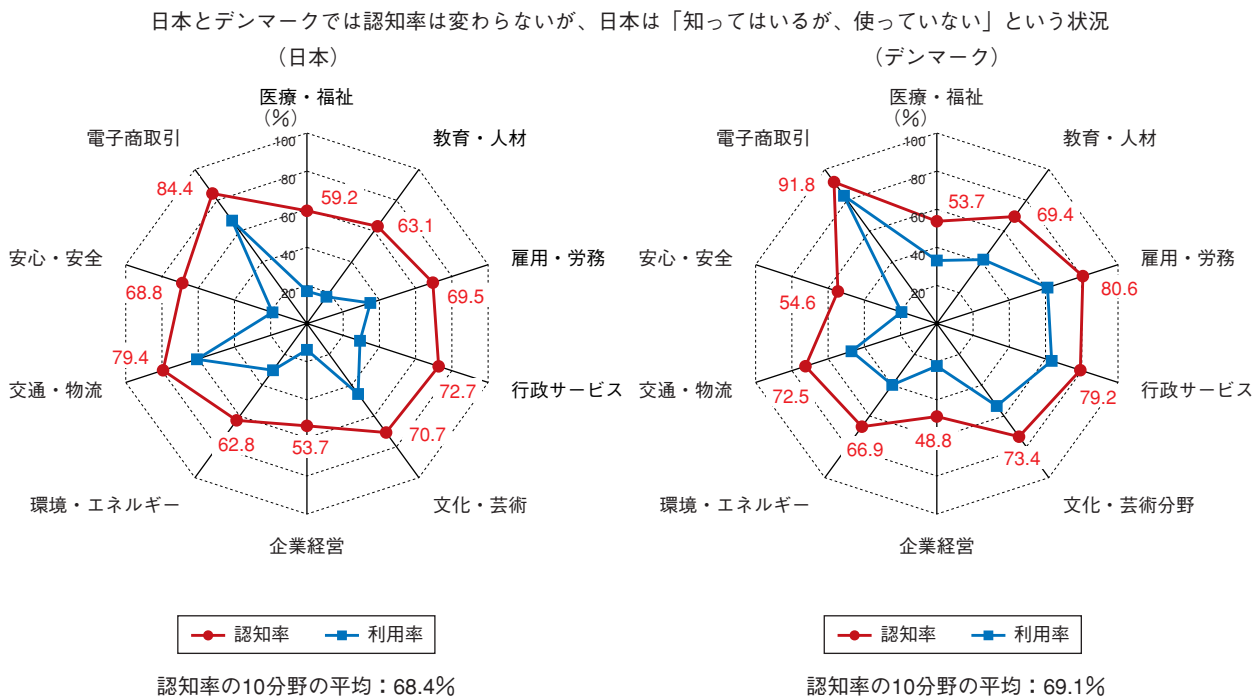 日本とデンマークでは認知率は変わらないが、日本は「知ってはいるが、使っていない」という状況
（日本）
医療・福祉
（％）
教育・人材
雇用・労務
行政サービス
文化・芸術
企業経営
環境・エネルギー
交通・物流
安心・安全
電子商取引
100
80
60
40
20
59.2
63.1
69.5
72.7
70.7
53.7
62.8
79.4
68.8
84.4
認知率 利用率
認知率の10分野の平均：68.4％
（デンマーク）
医療・福祉
（％）
教育・人材
雇用・労務
行政サービス
文化・芸術分野
企業経営
環境・エネルギー
交通・物流
安心・安全
電子商取引
100
80
60
40
20
53.7
69.4
80.6
79.2
73.4
48.8
66.9
72.5
54.6
91.8
認知率 利用率
認知率の10分野の平均：69.1％